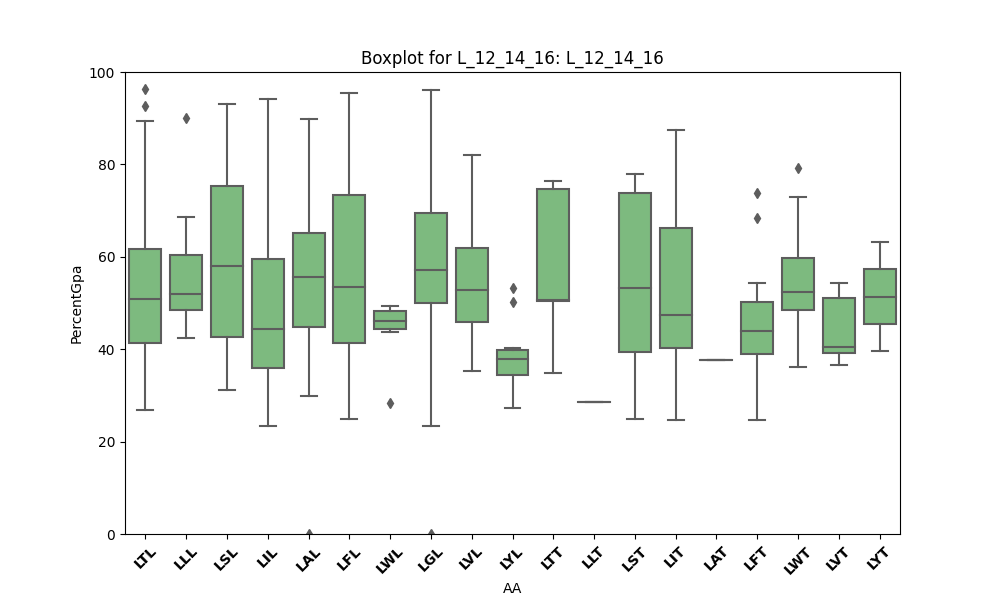 Boxplot for L_12_14_16: L_12_14_16
100
80
60
40
20
0
PercentGpa
LTL LLL LSL LIL LAL LFL LWL LGL LVL LYL LTT LLT LST LIT LAT LFT LWT LVT LYT
AA